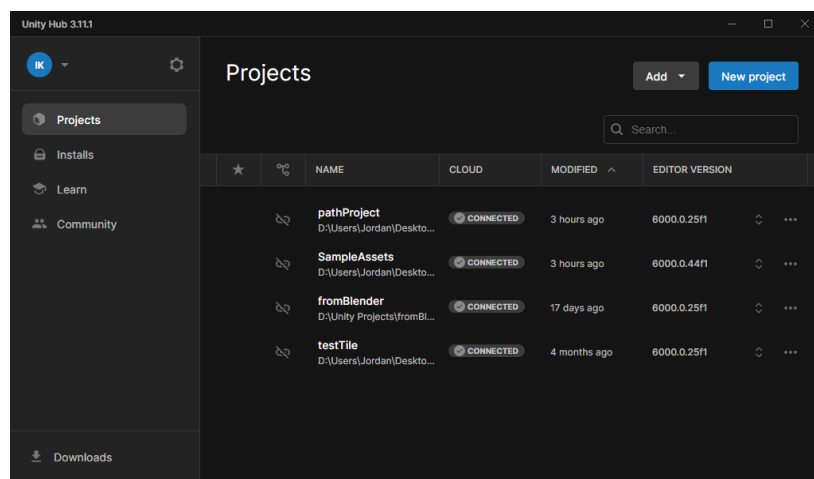 Unity Hub 3.11.1
IK
Projects
Installs
Learn
Community
Downloads
Projects
Add
New project
Search...
NAME CLOUD MODIFIED EDITOR VERSION
pathProject CONNECTED 3 hours ago 6000.0.25f1
D:\Users\Jordan\Deskto...
SampleAssets CONNECTED 3 hours ago 6000.0.44f1
D:\Users\Jordan\Deskto...
fromBlender CONNECTED 17 days ago 6000.0.25f1
D:\Unity Projects\fromBl...
testTile CONNECTED 4 months ago 6000.0.25f1
D:\Users\Jordan\Deskto...